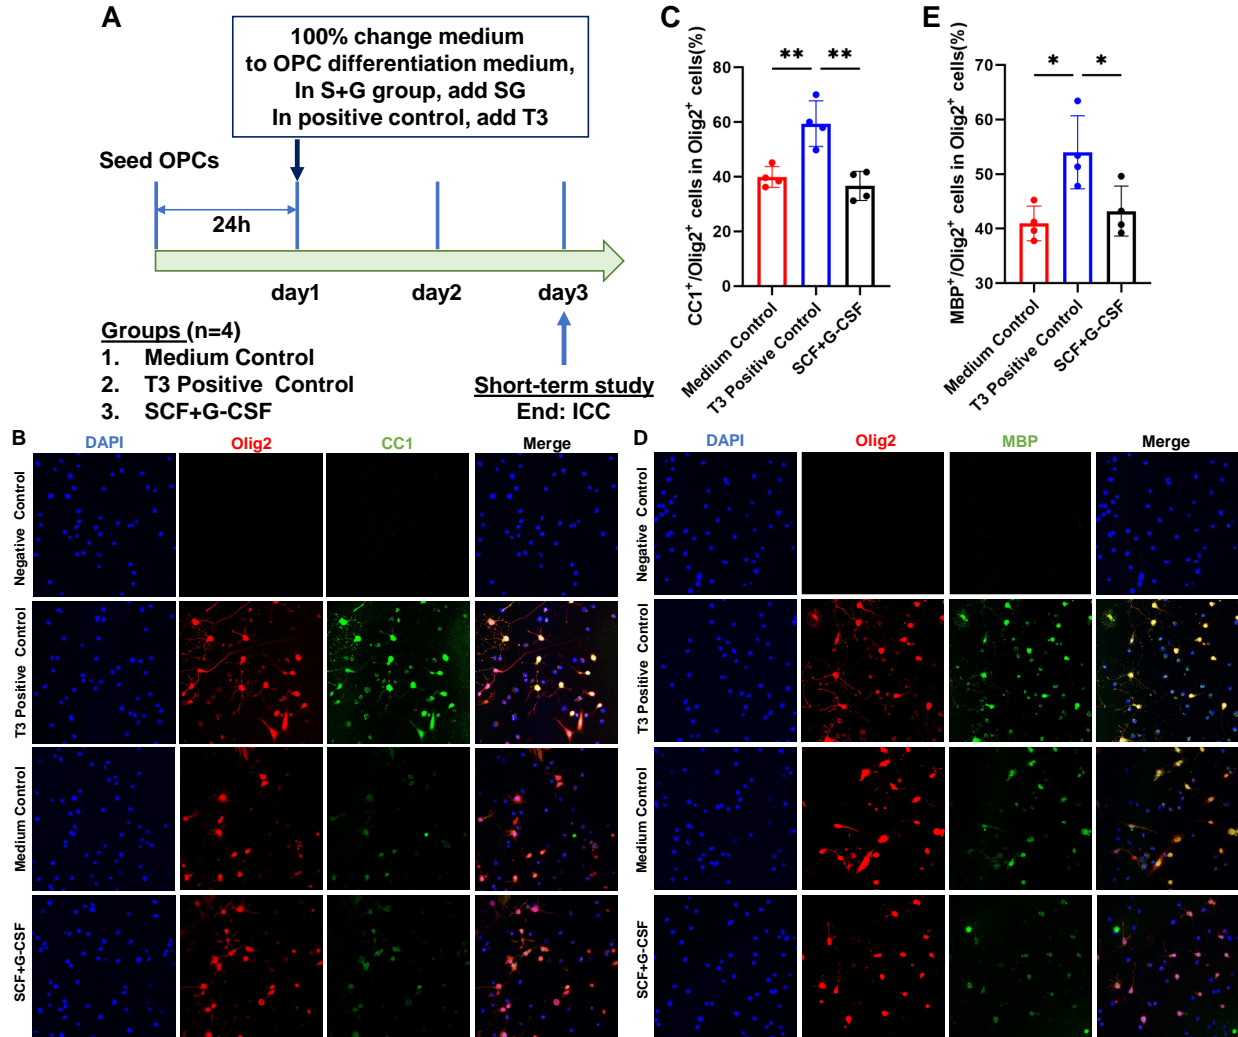 A
100% change medium
to OPC differentiation medium,
In S+G group, add SG
In positive control, add T3
Seed OPCs
24h
day1
day2
day3
Groups (n=4)
1. Medium Control
2. T3 Positive Control
3. SCF+G-CSF
Short-term study
End: ICC
C
CC1+/Olig2+ cells in Olig2+ cells(%)
80
60
40
20
0
**
**
Medium Control
T3 Positive Control
SCF+G-CSF
E
MBP+/Olig2+ cells in Olig2+ cells(%)
70
60
50
40
30
*
*
Medium Control
T3 Positive Control
SCF+G-CSF
B
DAPI
Olig2
CC1
Merge
Negative Control
T3 Positive Control
Medium Control
SCF+G-CSF
D
DAPI
Olig2
MBP
Merge
Negative Control
T3 Positive Control
Medium Control
SCF+G-CSF